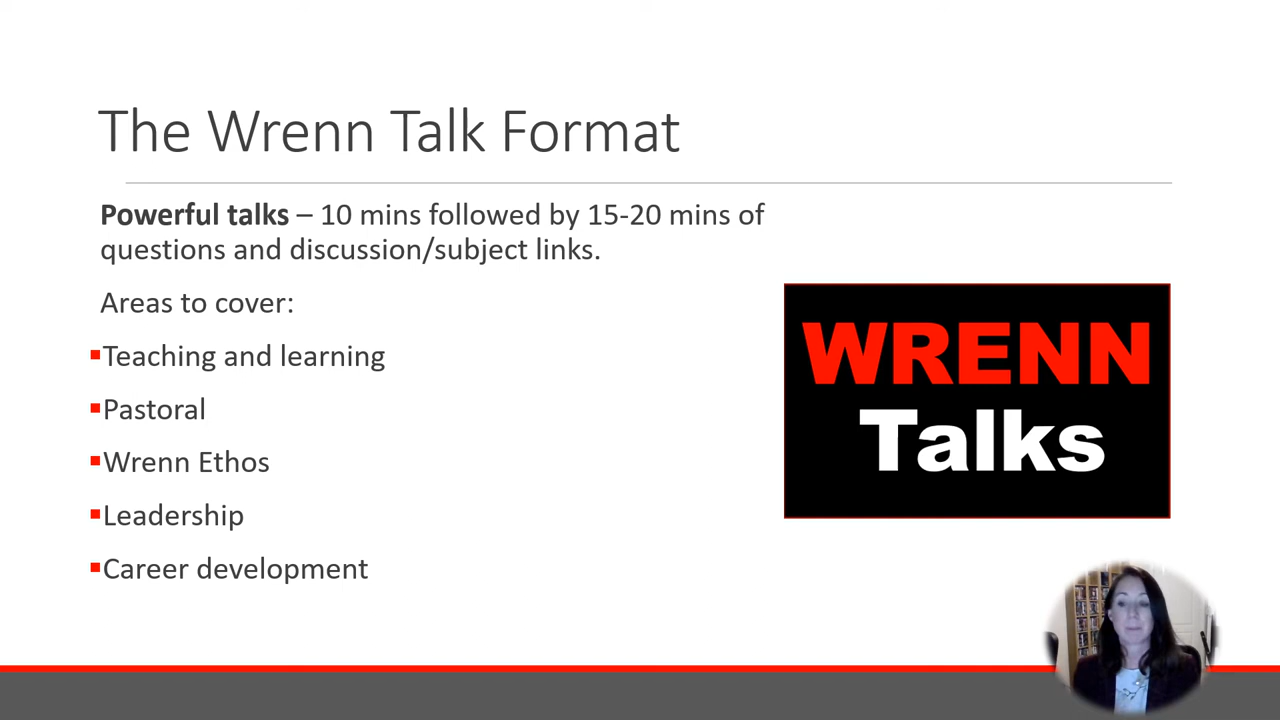 The Wrenn Talk Format
Powerful talks – 10 mins followed by 15-20 mins of
questions and discussion/subject links.
Areas to cover:
▪Teaching and learning
▪Pastoral
▪Wrenn Ethos
▪Leadership
▪Career development
WRENN
Talks